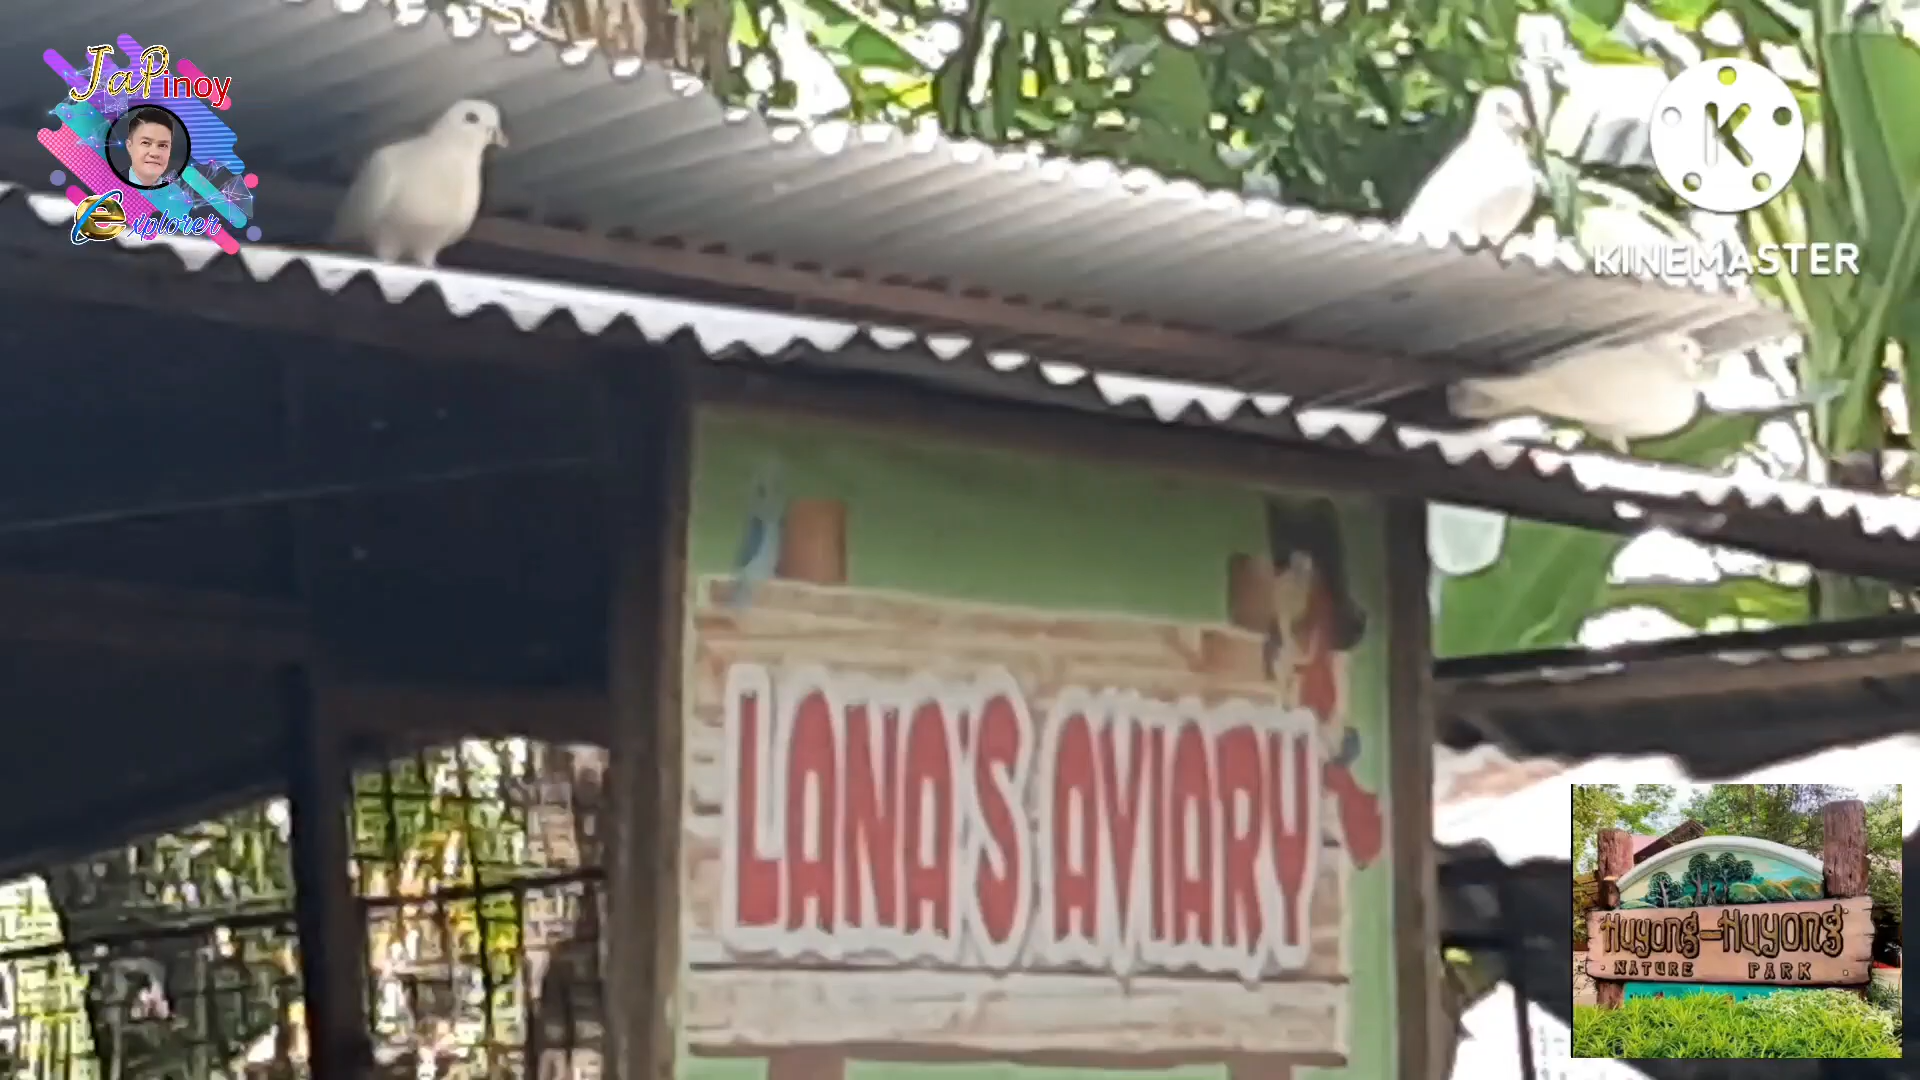 JaPinoy
Explorer
K
KINEMASTER
LANA'S AVIARY
Huyong-Huyong
NATURE PARK